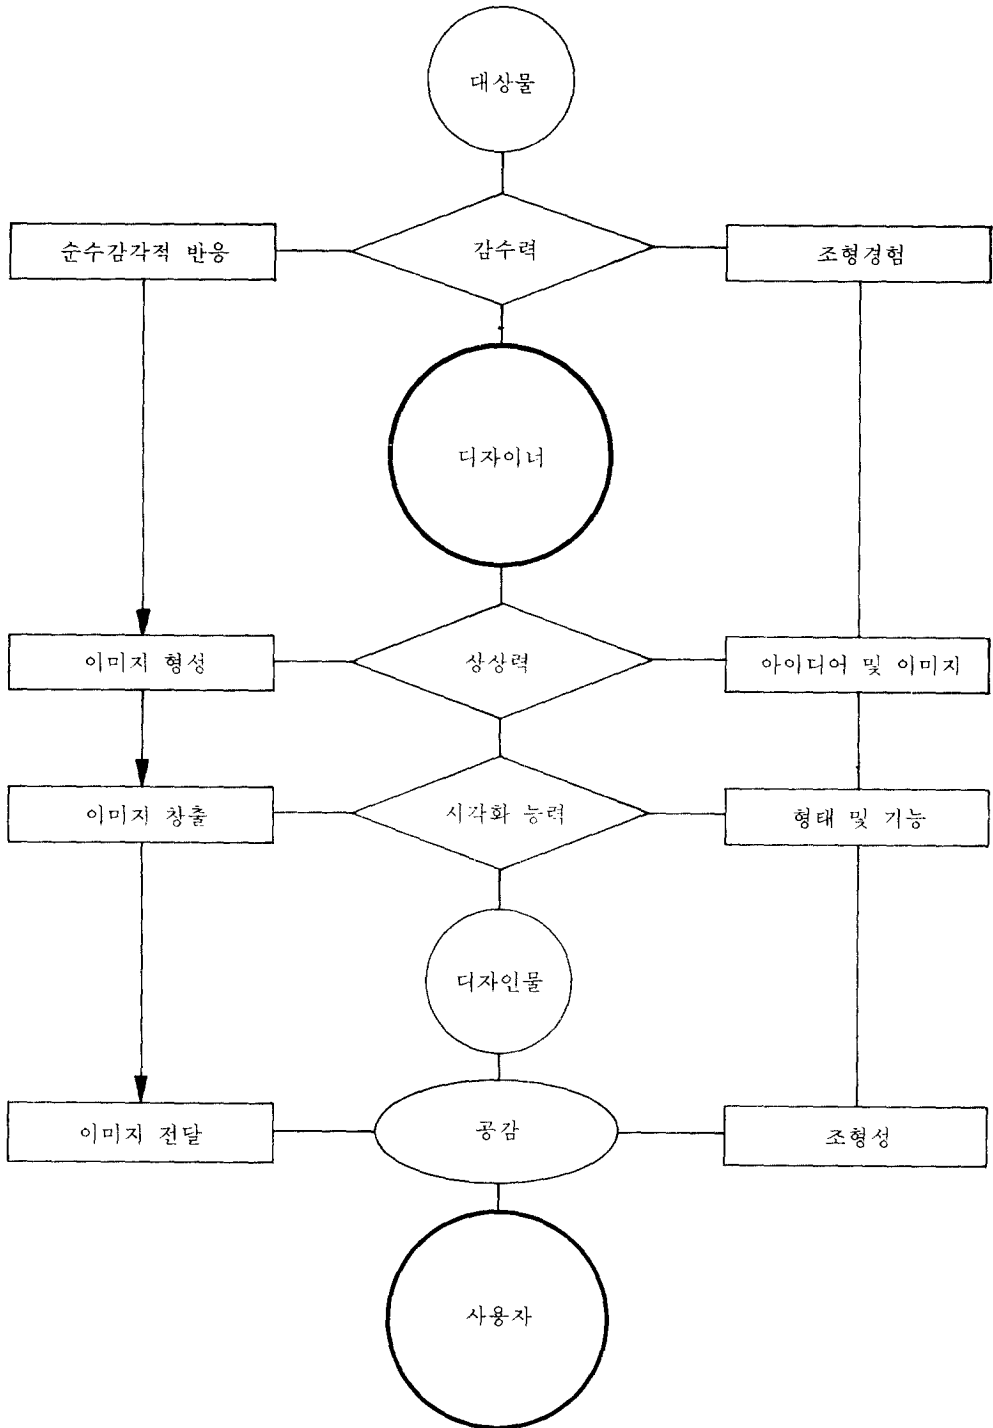 대상물
순수감각적 반응
감수력
조형경험
디자이너
이미지 형성
상상력
아이디어 및 이미지
이미지 창출
시각화 능력
형태 및 기능
디자인물
이미지 전달
공감
조형성
사용자